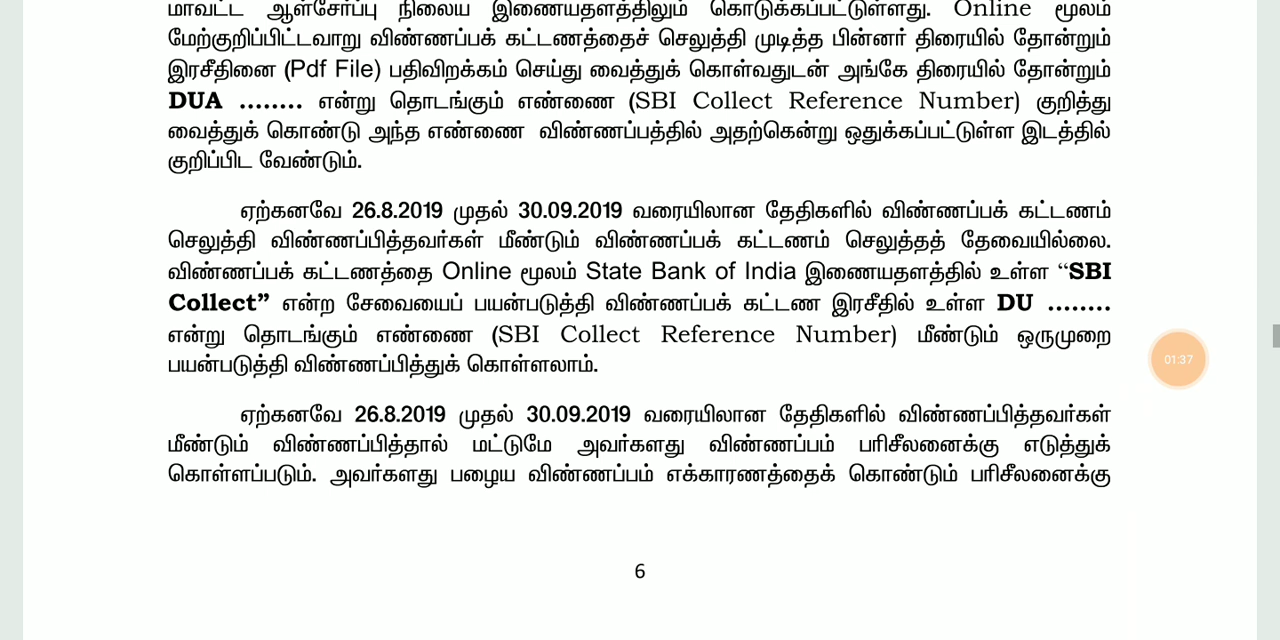 மாவட்ட ஆள்சேர்ப்பு நிலைய இணையதளத்திலும் கொடுக்கப்பட்டுள்ளது. Online மூலம்
மேற்குறிப்பிட்டவாறு விண்ணப்பக் கட்டணத்தைச் செலுத்தி முடித்த பின்னர் திரையில் தோன்றும்
இரசீதினை (Pdf File) பதிவிறக்கம் செய்து வைத்துக் கொள்வதுடன் அங்கே திரையில் தோன்றும்
DUA ........ என்று தொடங்கும் எண்ணை (SBI Collect Reference Number) குறித்து
வைத்துக் கொண்டு அந்த எண்ணை விண்ணப்பத்தில் அதற்கென்று ஒதுக்கப்பட்டுள்ள இடத்தில்
குறிப்பிட வேண்டும்.
ஏற்கனவே 26.8.2019 முதல் 30.09.2019 வரையிலான தேதிகளில் விண்ணப்பக் கட்டணம்
செலுத்தி விண்ணப்பித்தவர்கள் மீண்டும் விண்ணப்பக் கட்டணம் செலுத்தத் தேவையில்லை.
விண்ணப்பக் கட்டணத்தை Online மூலம் State Bank of India இணையதளத்தில் உள்ள “SBI
Collect” என்ற சேவையைப் பயன்படுத்தி விண்ணப்பக் கட்டண இரசீதில் உள்ள DU ........
என்று தொடங்கும் எண்ணை (SBI Collect Reference Number) மீண்டும் ஒருமுறை
பயன்படுத்தி விண்ணப்பித்துக் கொள்ளலாம்.
01:37
ஏற்கனவே 26.8.2019 முதல் 30.09.2019 வரையிலான தேதிகளில் விண்ணப்பித்தவர்கள்
மீண்டும் விண்ணப்பித்தால் மட்டுமே அவர்களது விண்ணப்பம் பரிசீலனைக்கு எடுத்துக்
கொள்ளப்படும். அவர்களது பழைய விண்ணப்பம் எக்காரணத்தைக் கொண்டும் பரிசீலனைக்கு
6